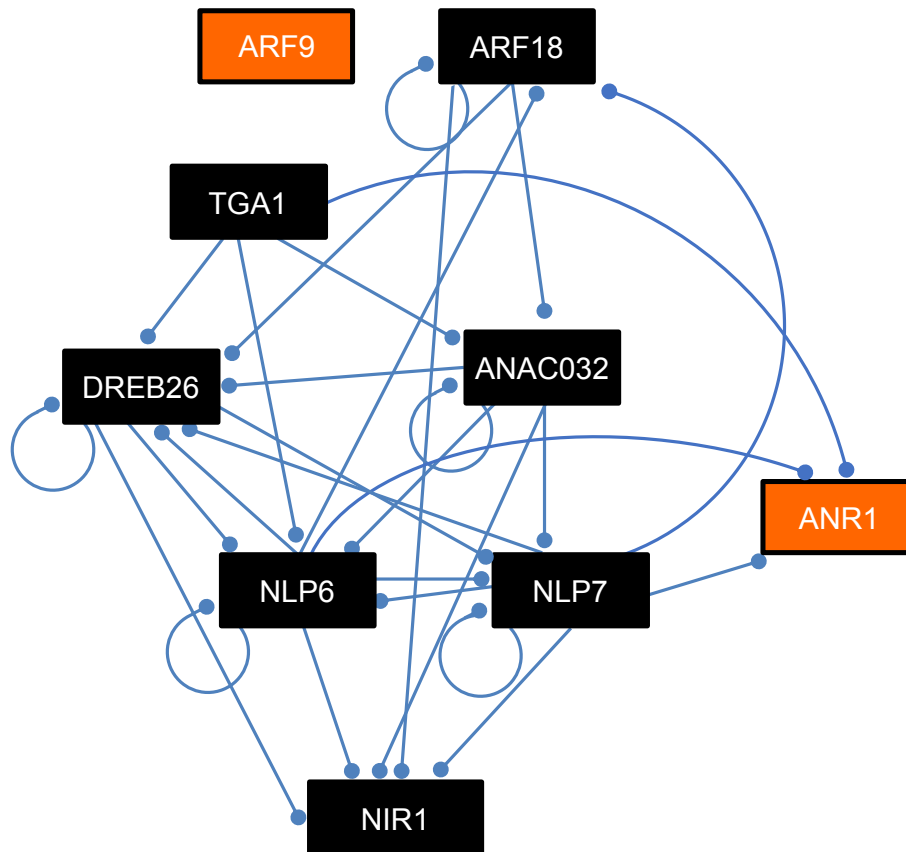 ARF9
ARF18
TGA1
DREB26
ANAC032
ANR1
NLP6
NLP7
NIR1